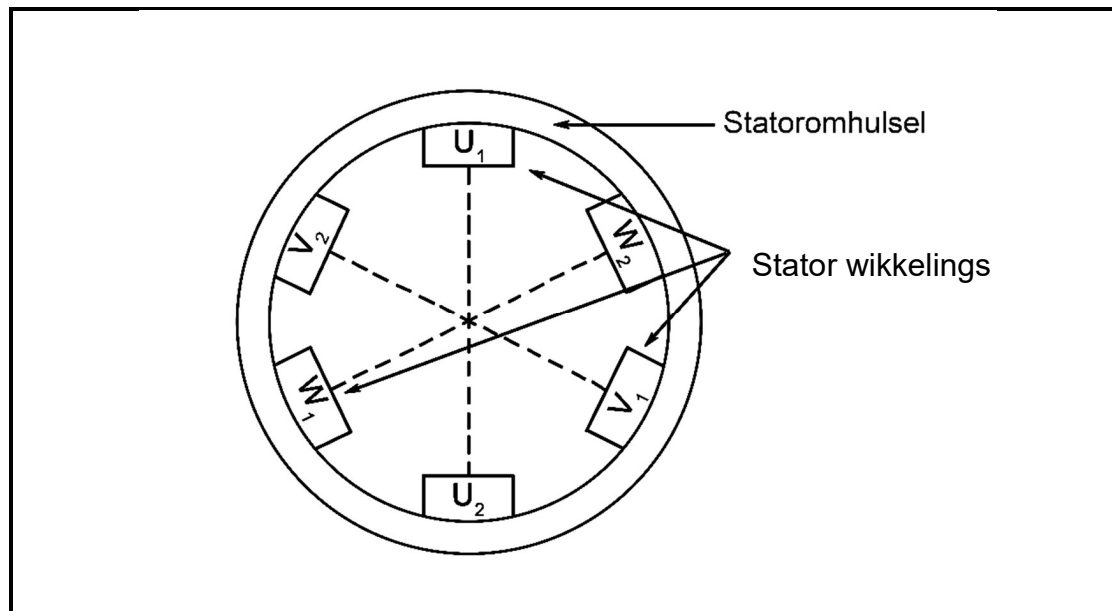 U₁
Statoromhulsel
V₂
W₂
Stator wikkelings
W₁
V₁
U₂